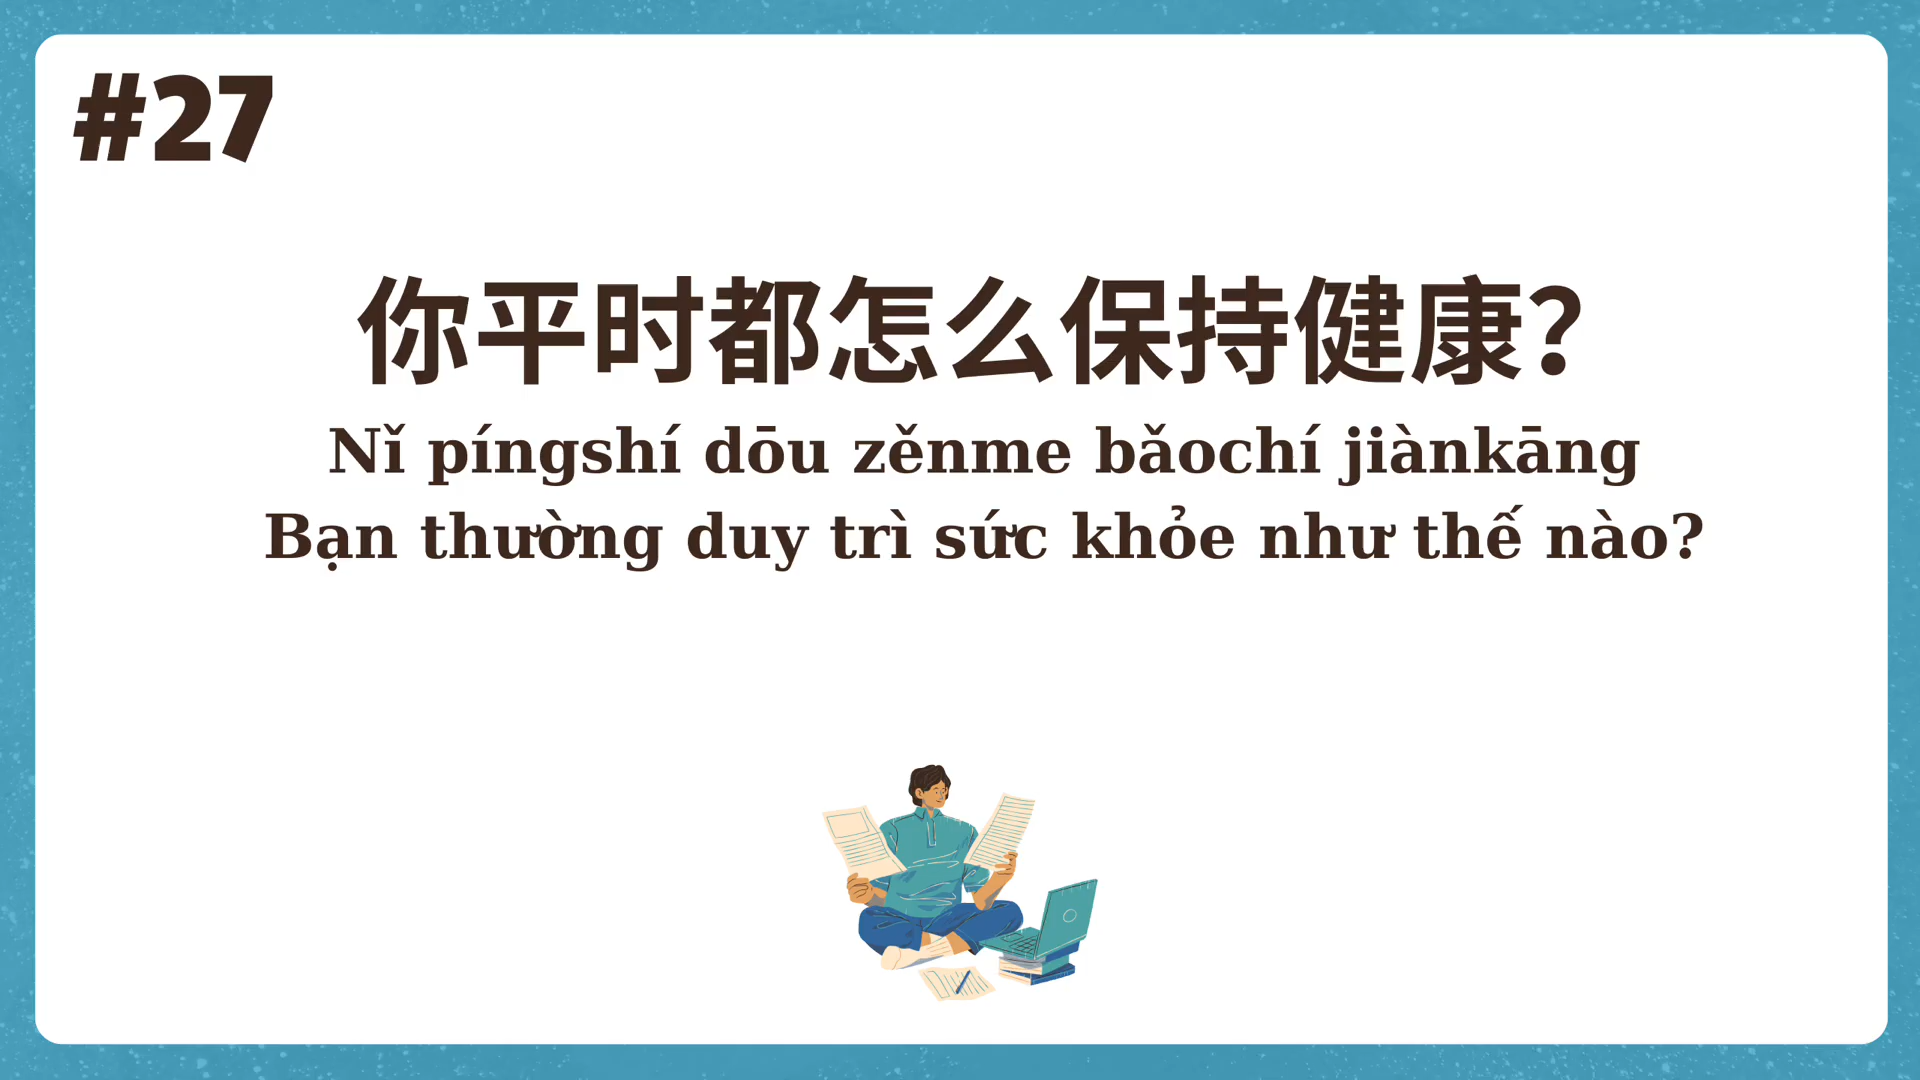 #27
你平时都怎么保持健康?
Nǐ píngshí dōu zěnme bǎochí jiànkāng
Bạn thường duy trì sức khỏe như thế nào?